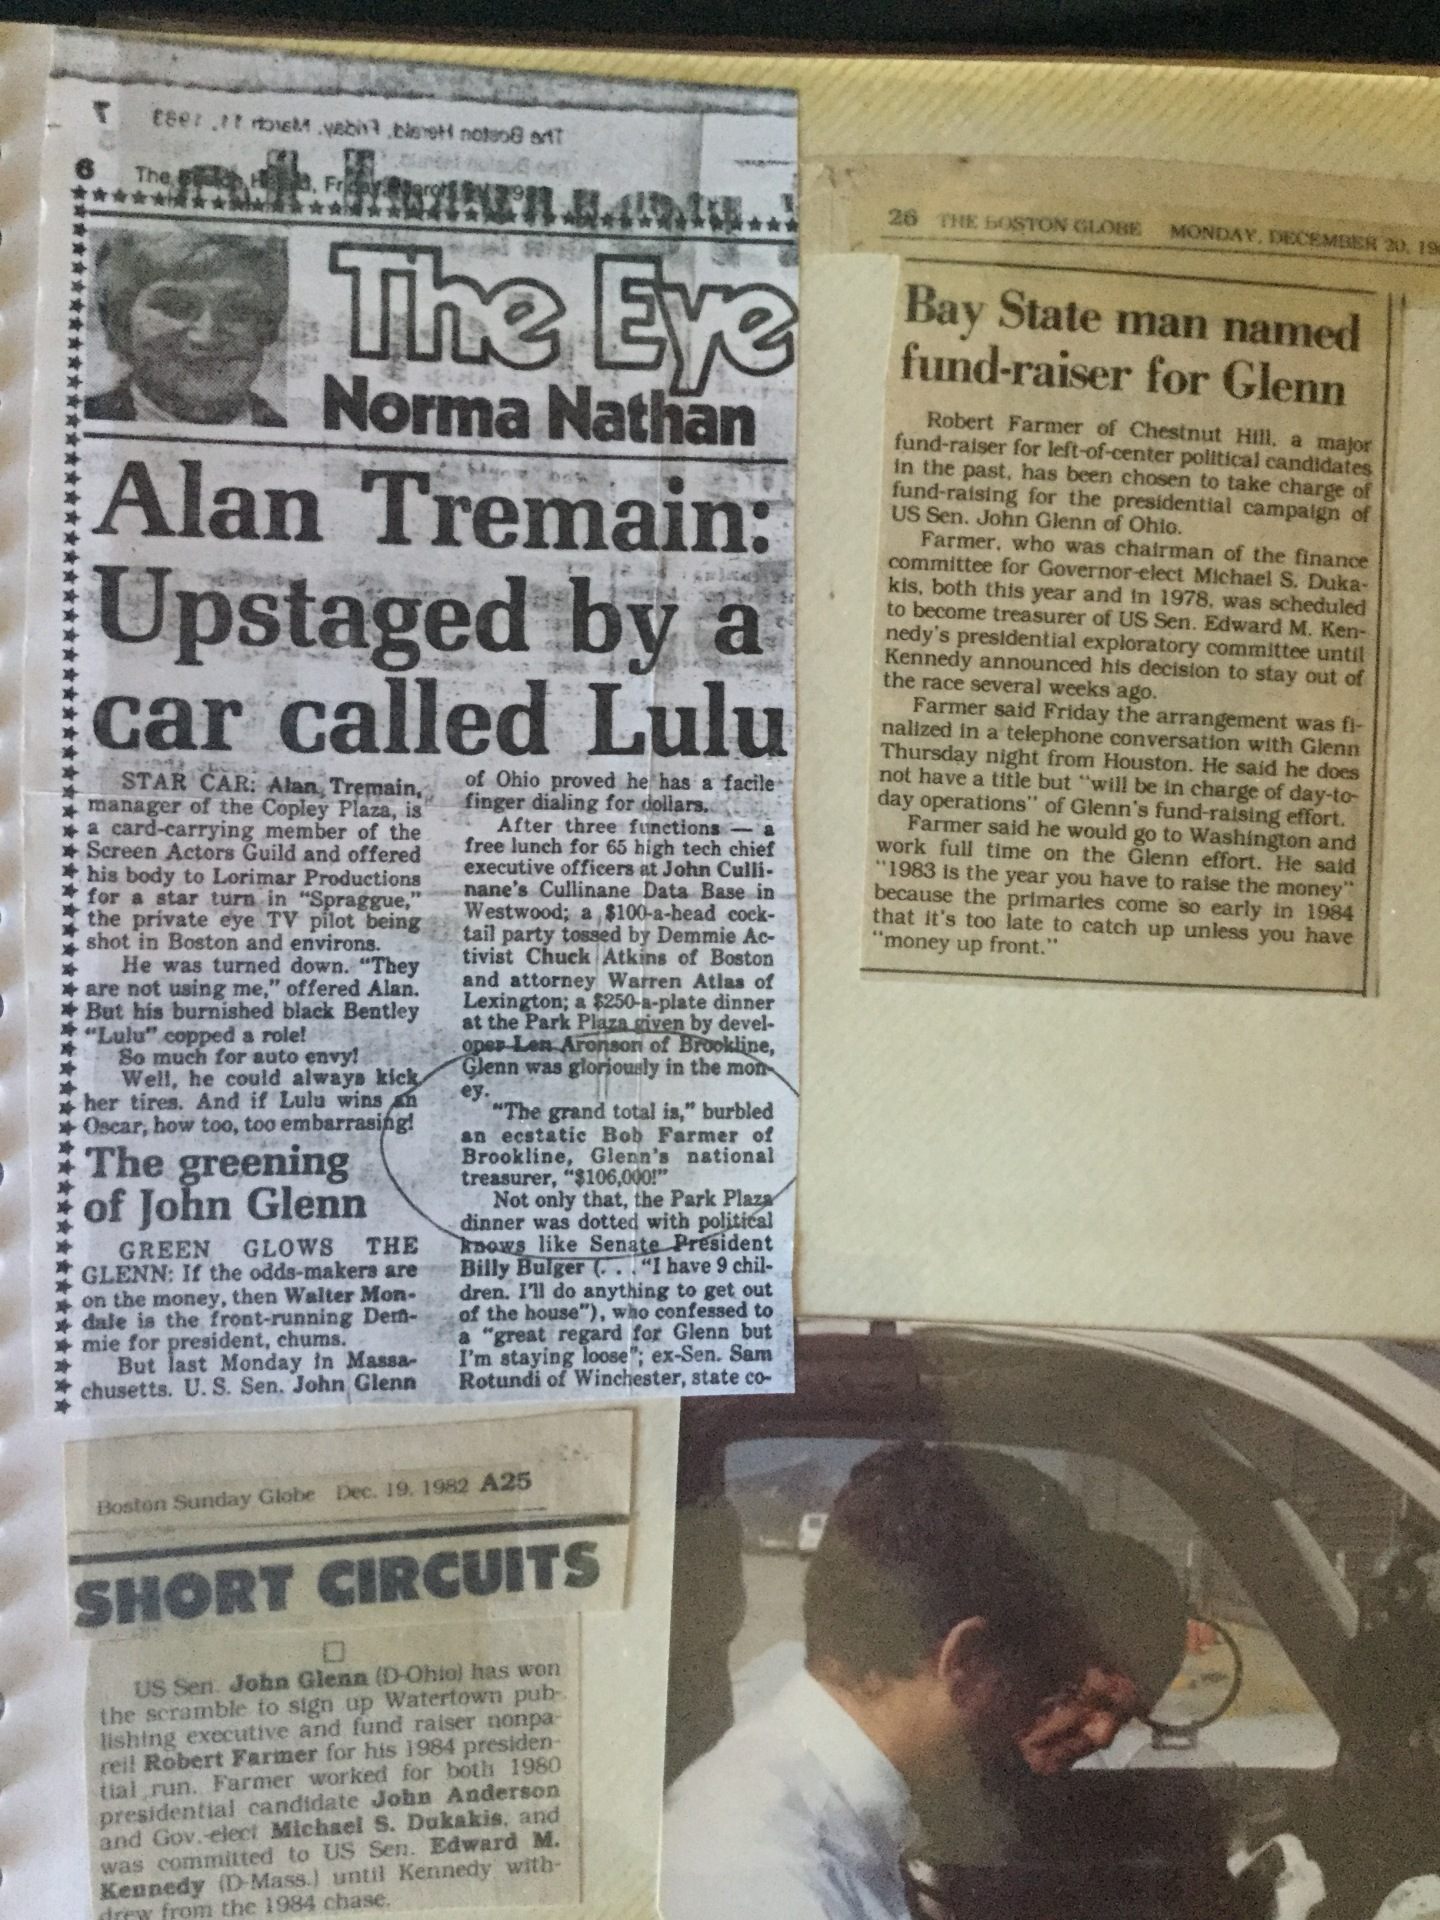 7 The Boston Herald, Friday, March 11, 1983
6
The Eye
Norma Nathan
Alan Tremain:
Upstaged by a
car called Lulu
STAR CAR: Alan Tremain,
manager of the Copley Plaza, is
a card-carrying member of the
Screen Actors Guild and offered
his body to Lorimar Productions
for a star turn in “Spraggue,”
the private eye TV pilot being
shot in Boston and environs.
He was turned down. “They
are not using me,” offered Alan.
But his burnished black Bentley
“Lulu” copped a role!
So much for auto envy!
Well, he could always kick
her tires. And if Lulu wins an
Oscar, how too, too embarrasing!
The greening
of John Glenn
GREEN GLOWS THE
GLENN: If the odds-makers are
on the money, then Walter Mon-
dale is the front-running Dem-
mie for president, chums.
But last Monday in Massa-
chusetts. U. S. Sen. John Glenn
of Ohio proved he has a facile
finger dialing for dollars.
After three functions — a
free lunch for 65 high tech chief
executive officers at John Culli-
nane's Cullinane Data Base in
Westwood; a $100-a-head cock-
tail party tossed by Demmie Ac-
tivist Chuck Atkins of Boston
and attorney Warren Atlas of
Lexington; a $250-a-plate dinner
at the Park Plaza given by devel-
oper Len Aronson of Brookline,
Glenn was gloriously in the mon-
ey.
“The grand total is,” burbled
an ecstatic Bob Farmer of
Brookline, Glenn's national
treasurer, “$106,000!”
Not only that, the Park Plaza
dinner was dotted with political
knows like Senate President
Billy Bulger (. . . “I have 9 chil-
dren. I'll do anything to get out
of the house”), who confessed to
a “great regard for Glenn but
I'm staying loose”; ex-Sen. Sam
Rotundi of Winchester, state co-
26 THE BOSTON GLOBE MONDAY, DECEMBER 20, 19
Bay State man named
fund-raiser for Glenn
Robert Farmer of Chestnut Hill, a major
fund-raiser for left-of-center political candidates
in the past, has been chosen to take charge of
fund-raising for the presidential campaign of
US Sen. John Glenn of Ohio.
Farmer, who was chairman of the finance
committee for Governor-elect Michael S. Duka-
kis, both this year and in 1978, was scheduled
to become treasurer of US Sen. Edward M. Ken-
nedy's presidential exploratory committee until
Kennedy announced his decision to stay out of
the race several weeks ago.
Farmer said Friday the arrangement was fi-
nalized in a telephone conversation with Glenn
Thursday night from Houston. He said he does
not have a title but “will be in charge of day-to-
day operations” of Glenn's fund-raising effort.
Farmer said he would go to Washington and
work full time on the Glenn effort. He said
“1983 is the year you have to raise the money”
because the primaries come so early in 1984
that it's too late to catch up unless you have
“money up front.”
Boston Sunday Globe Dec. 19, 1982 A25
SHORT CIRCUITS
US Sen. John Glenn (D-Ohio) has won
the scramble to sign up Watertown pub-
lishing executive and fund raiser nonpa-
reil Robert Farmer for his 1984 presiden-
tial run. Farmer worked for both 1980
presidential candidate John Anderson
and Gov.-elect Michael S. Dukakis, and
was committed to US Sen. Edward M.
Kennedy (D-Mass.) until Kennedy with-
drew from the 1984 chase.